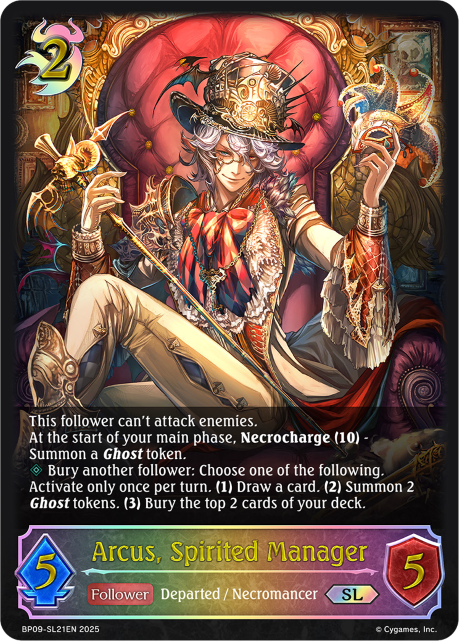 2
This follower can't attack enemies.
At the start of your main phase, Necrocharge (10) -
Summon a Ghost token.
Bury another follower: Choose one of the following.
Activate only once per turn. (1) Draw a card. (2) Summon 2
Ghost tokens. (3) Bury the top 2 cards of your deck.
5
Arcus, Spirited Manager
5
Follower
Departed / Necromancer
SL
BP09-SL21EN 2025
© Cygames, Inc.